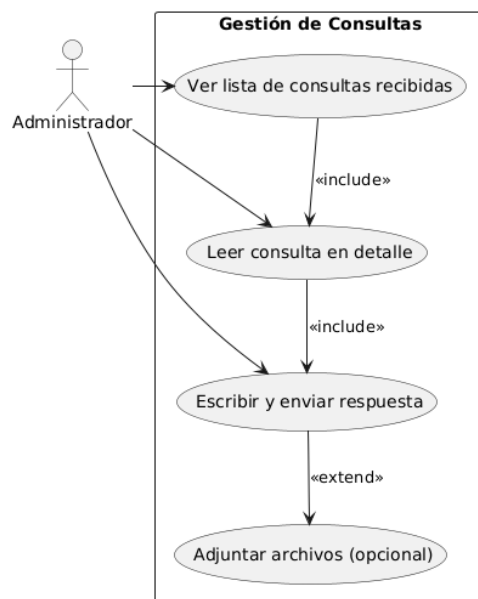 Gestión de Consultas
Ver lista de consultas recibidas
Administrador
«include»
Leer consulta en detalle
«include»
Escribir y enviar respuesta
«extend»
Adjuntar archivos (opcional)